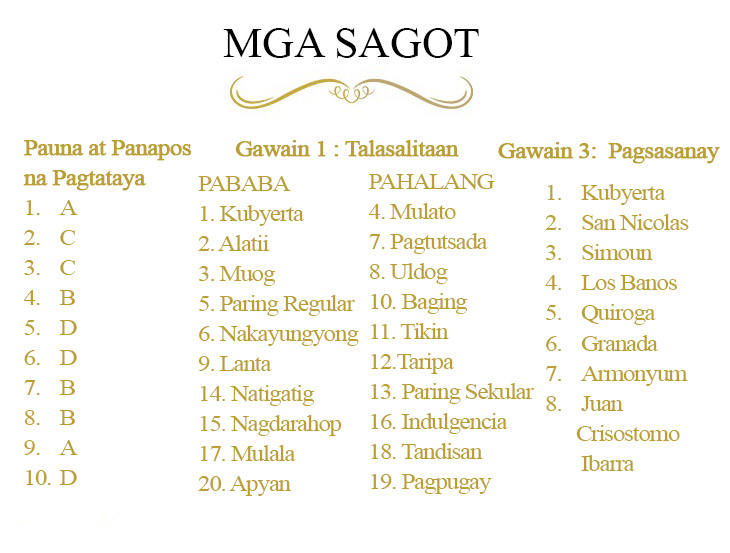 MGA SAGOT
Pauna at Panapos
na Pagtataya
1. A
2. C
3. C
4. B
5. D
6. D
7. B
8. B
9. A
10. D
Gawain 1 : Talasalitaan
PABABA
1. Kubyerta
2. Alatii
3. Muog
5. Paring Regular
6. Nakayungyong
9. Lanta
14. Natigatig
15. Nagdarahop
17. Mulala
20. Apyan
PAHALANG
4. Mulato
7. Pagtutsada
8. Uldog
10. Baging
11. Tikin
12.Taripa
13. Paring Sekular
16. Indulgencia
18. Tandisan
19. Pagpugay
Gawain 3: Pagsasanay
1. Kubyerta
2. San Nicolas
3. Simoun
4. Los Banos
5. Quiroga
6. Granada
7. Armonyum
8. Juan
Crisostomo
Ibarra